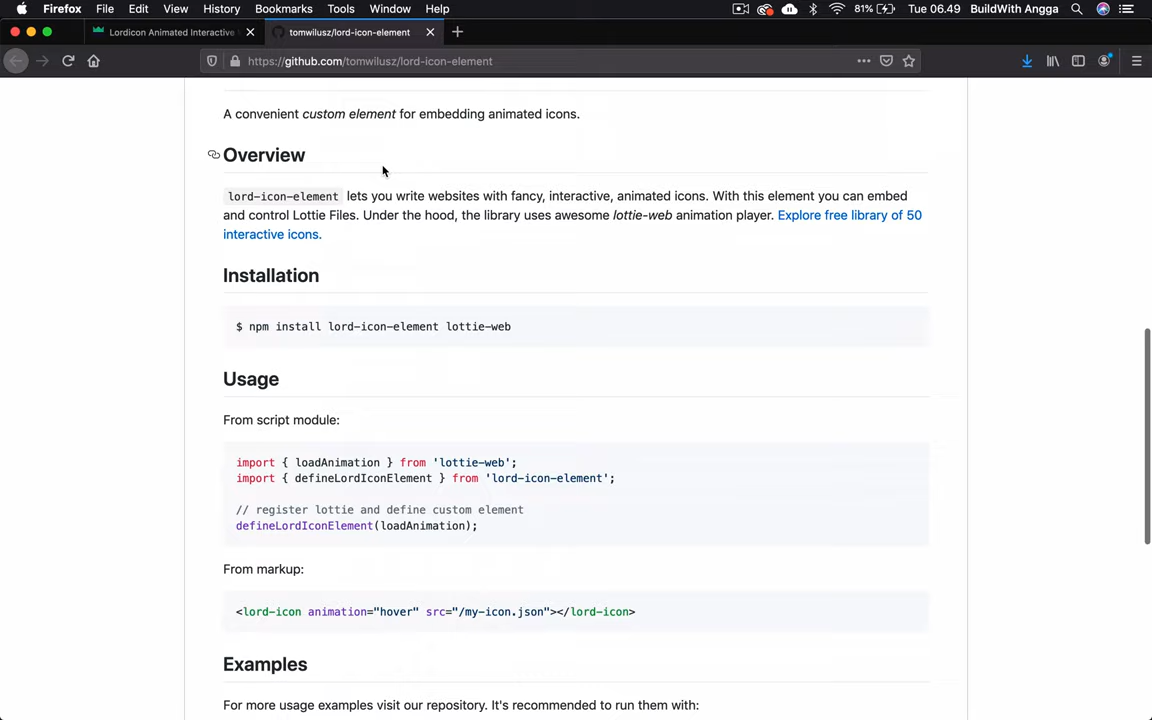 Firefox File Edit View History Bookmarks Tools Window Help 81% Tue 06.49 BuildWith Angga
Lordicon Animated Interactive
tomwilusz/lord-icon-element
https://github.com/tomwilusz/lord-icon-element
A convenient custom element for embedding animated icons.
Overview
lord-icon-element lets you write websites with fancy, interactive, animated icons. With this element you can embed
and control Lottie Files. Under the hood, the library uses awesome lottie-web animation player. Explore free library of 50
interactive icons.
Installation
$ npm install lord-icon-element lottie-web
Usage
From script module:
import { loadAnimation } from 'lottie-web';
import { defineLordIconElement } from 'lord-icon-element';
// register lottie and define custom element
defineLordIconElement(loadAnimation);
From markup:
<lord-icon animation="hover" src="/my-icon.json"></lord-icon>
Examples
For more usage examples visit our repository. It's recommended to run them with: